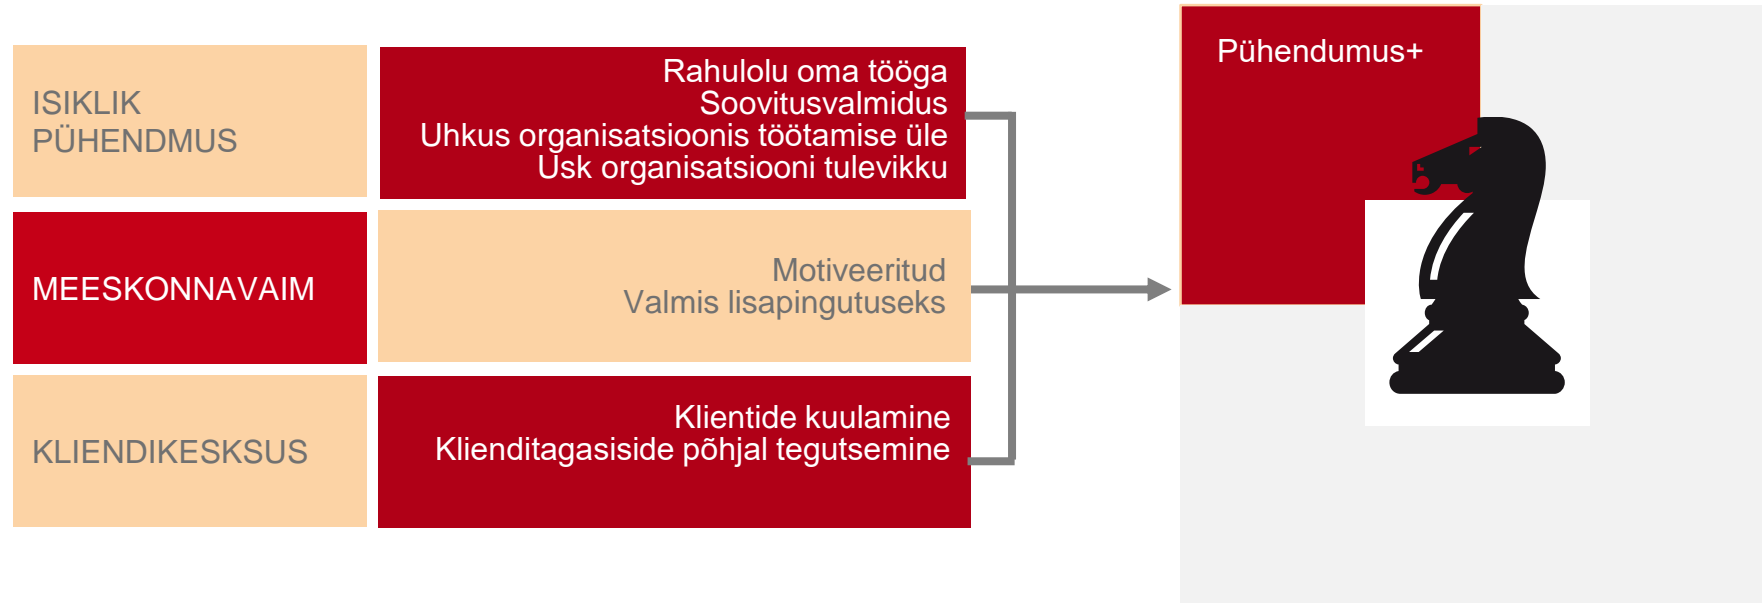 ISIKLIK
PÜHENDMUS
Rahulolu oma tööga
Soovitusvalmidus
Uhkus organisatsioonis töötamise üle
Usk organisatsiooni tulevikku
MEESKONNAVAIM
Motiveeritud
Valmis lisapingutuseks
KLIENDIKESKSUS
Klientide kuulamine
Klienditagasiside põhjal tegutsemine
Pühendumus+